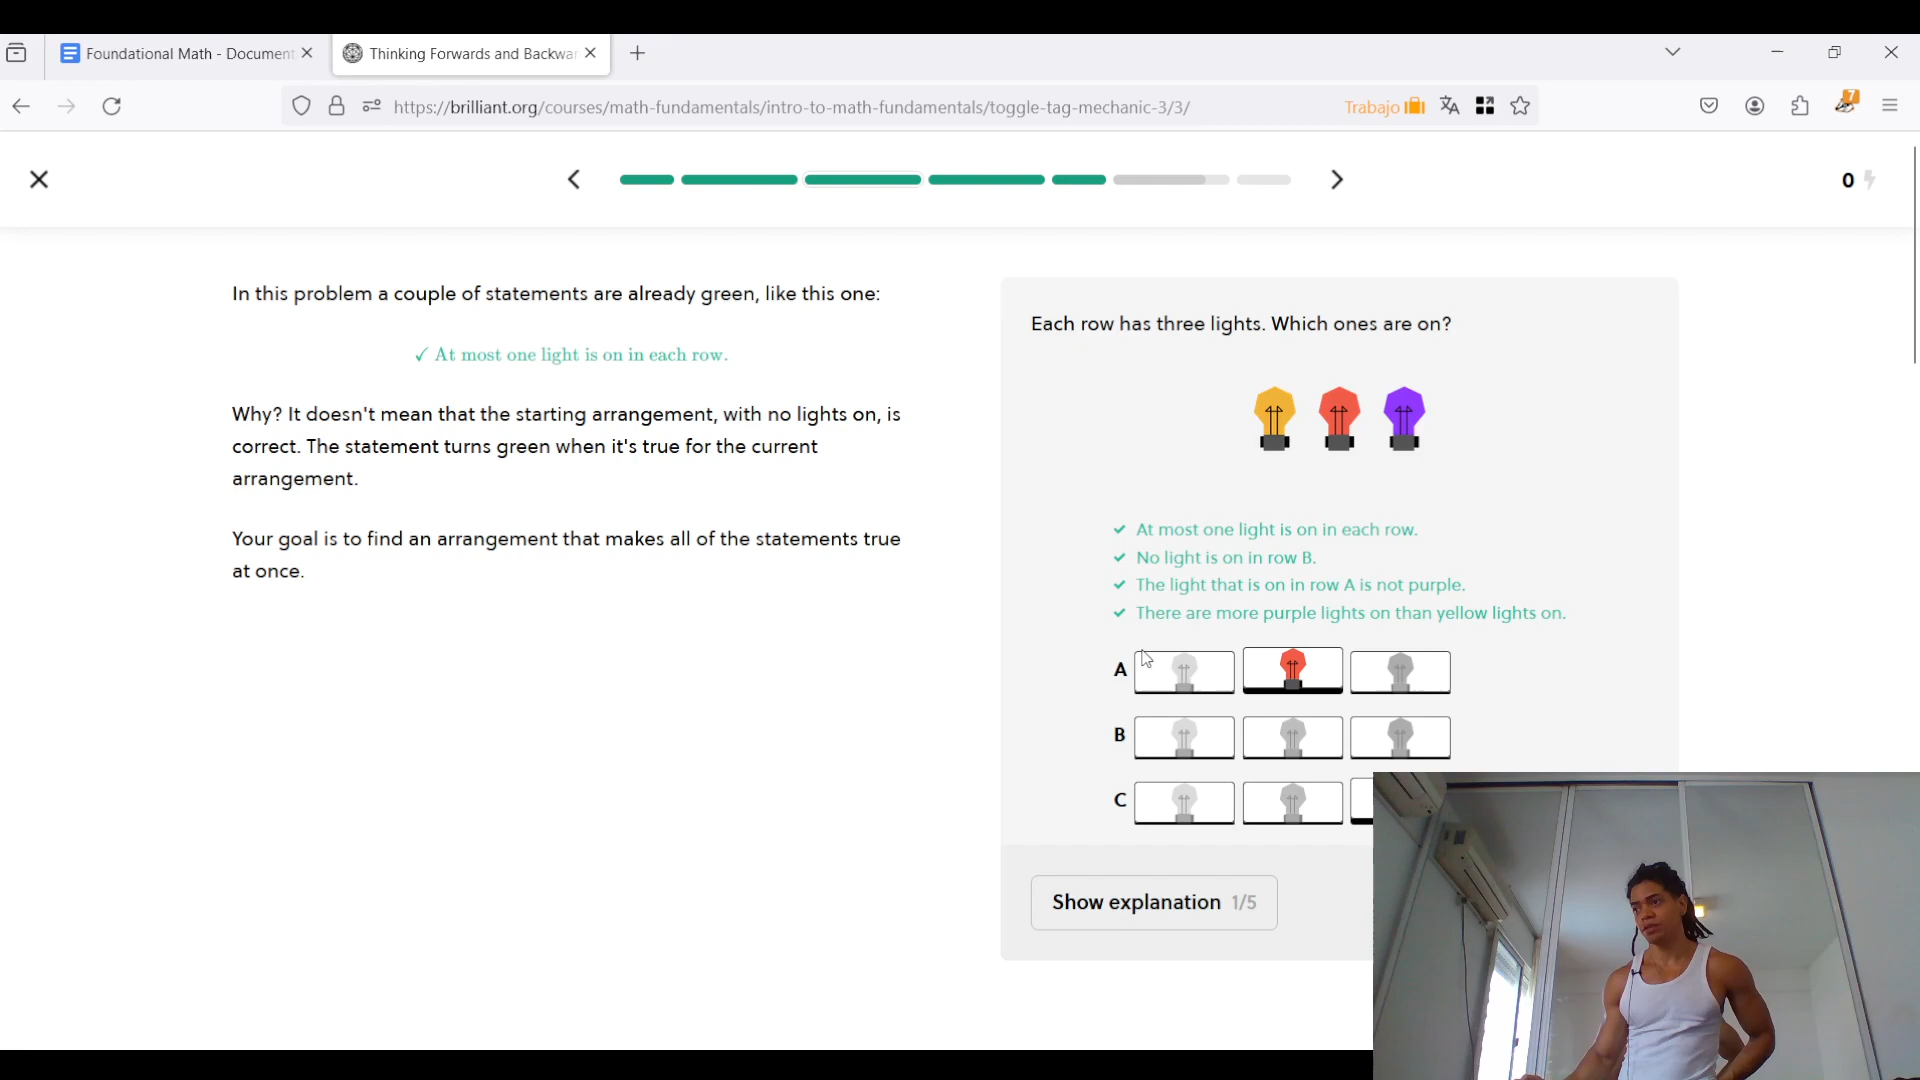 Foundational Math - Document
Thinking Forwards and Backwar
https://brilliant.org/courses/math-fundamentals/intro-to-math-fundamentals/toggle-tag-mechanic-3/3/
Trabajo
7
0
In this problem a couple of statements are already green, like this one:
✓ At most one light is on in each row.
Why? It doesn't mean that the starting arrangement, with no lights on, is
correct. The statement turns green when it's true for the current
arrangement.
Your goal is to find an arrangement that makes all of the statements true
at once.
Each row has three lights. Which ones are on?
✓ At most one light is on in each row.
✓ No light is on in row B.
✓ The light that is on in row A is not purple.
✓ There are more purple lights on than yellow lights on.
A
B
C
Show explanation 1/5